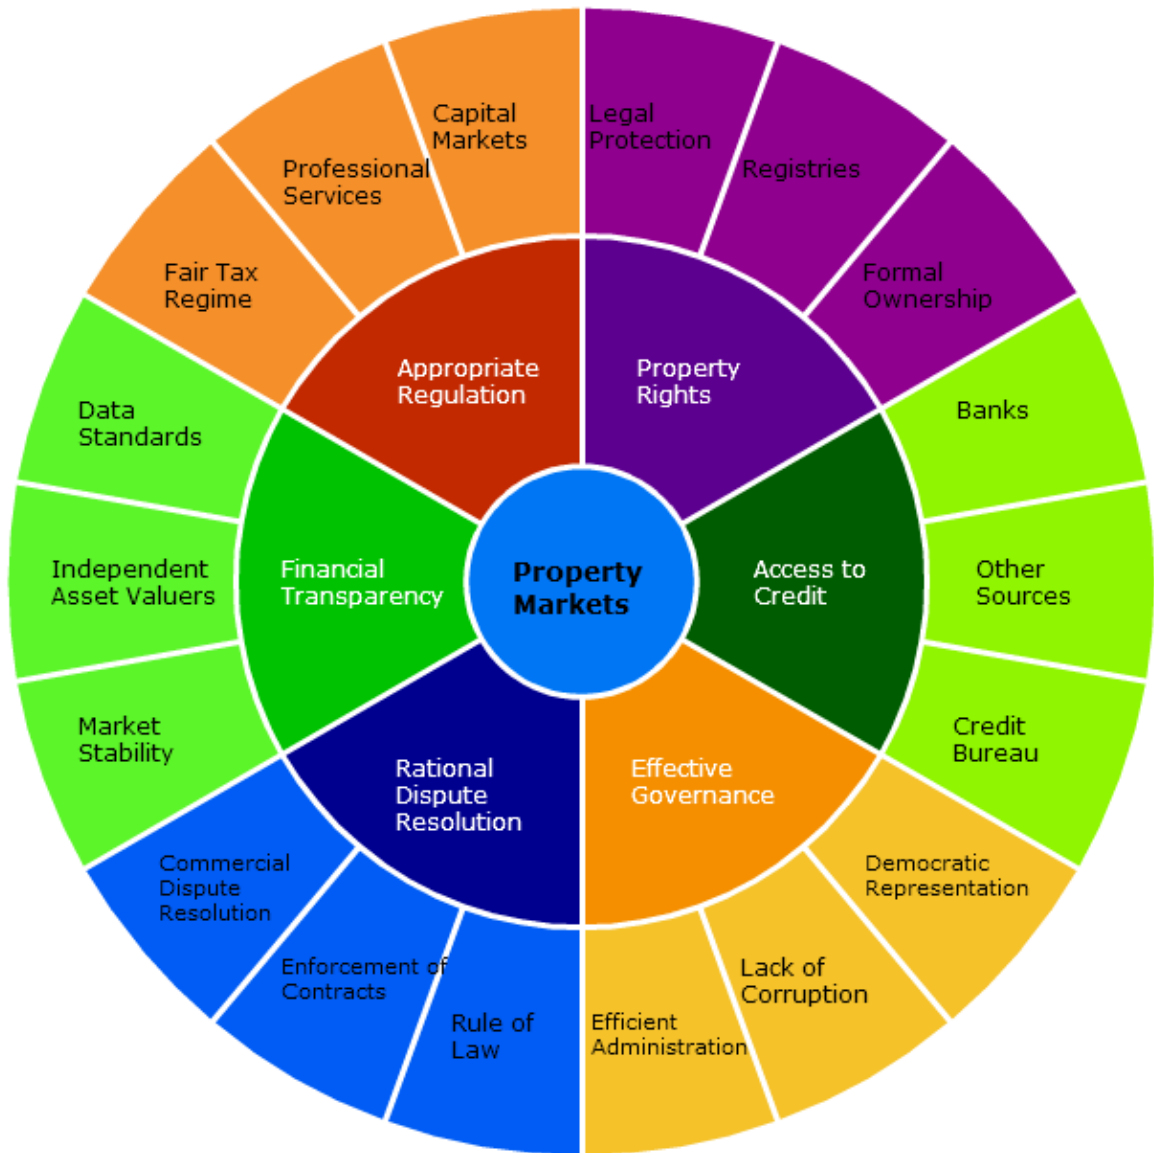 Capital
Markets
Legal
Protection
Professional
Services
Registries
Fair Tax
Regime
Formal
Ownership
Appropriate
Regulation
Property
Rights
Data
Standards
Banks
Independent
Asset Valuers
Financial
Transparency
Property
Markets
Access to
Credit
Other
Sources
Market
Stability
Credit
Bureau
Rational
Dispute
Resolution
Effective
Governance
Commercial
Dispute
Resolution
Democratic
Representation
Enforcement of
Contracts
Lack of
Corruption
Rule of
Law
Efficient
Administration